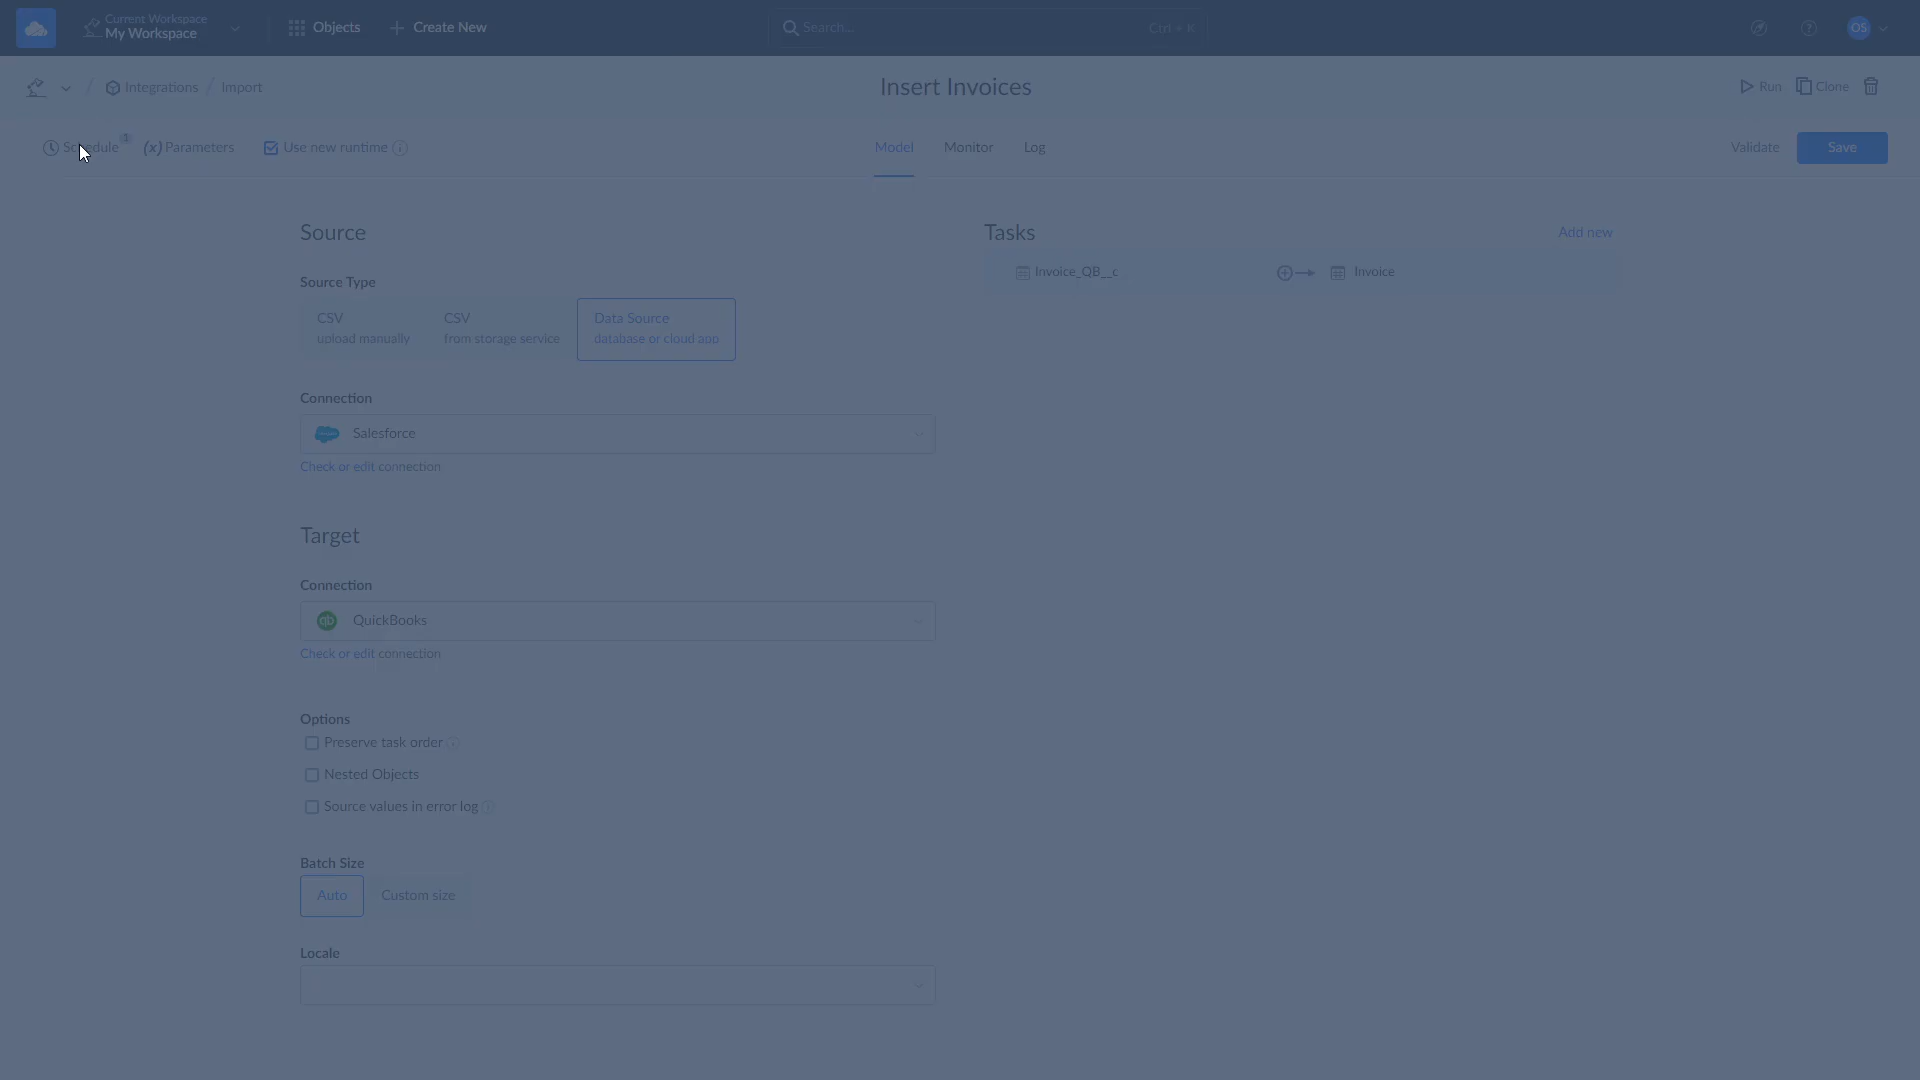 Current Workspace
My Workspace
Objects
Create New
Search...
Ctrl + K
OS
Integrations / Import
Insert Invoices
Run
Clone
Schedule
1
(x) Parameters
Use new runtime
Model
Monitor
Log
Validate
Save
Source
Source Type
CSV
upload manually
CSV
from storage service
Data Source
database or cloud app
Connection
Salesforce
Check or edit connection
Target
Connection
qb QuickBooks
Check or edit connection
Options
Preserve task order
Nested Objects
Source values in error log
Batch Size
Auto
Custom size
Locale
Tasks
Add new
Invoice_QB__c
Invoice